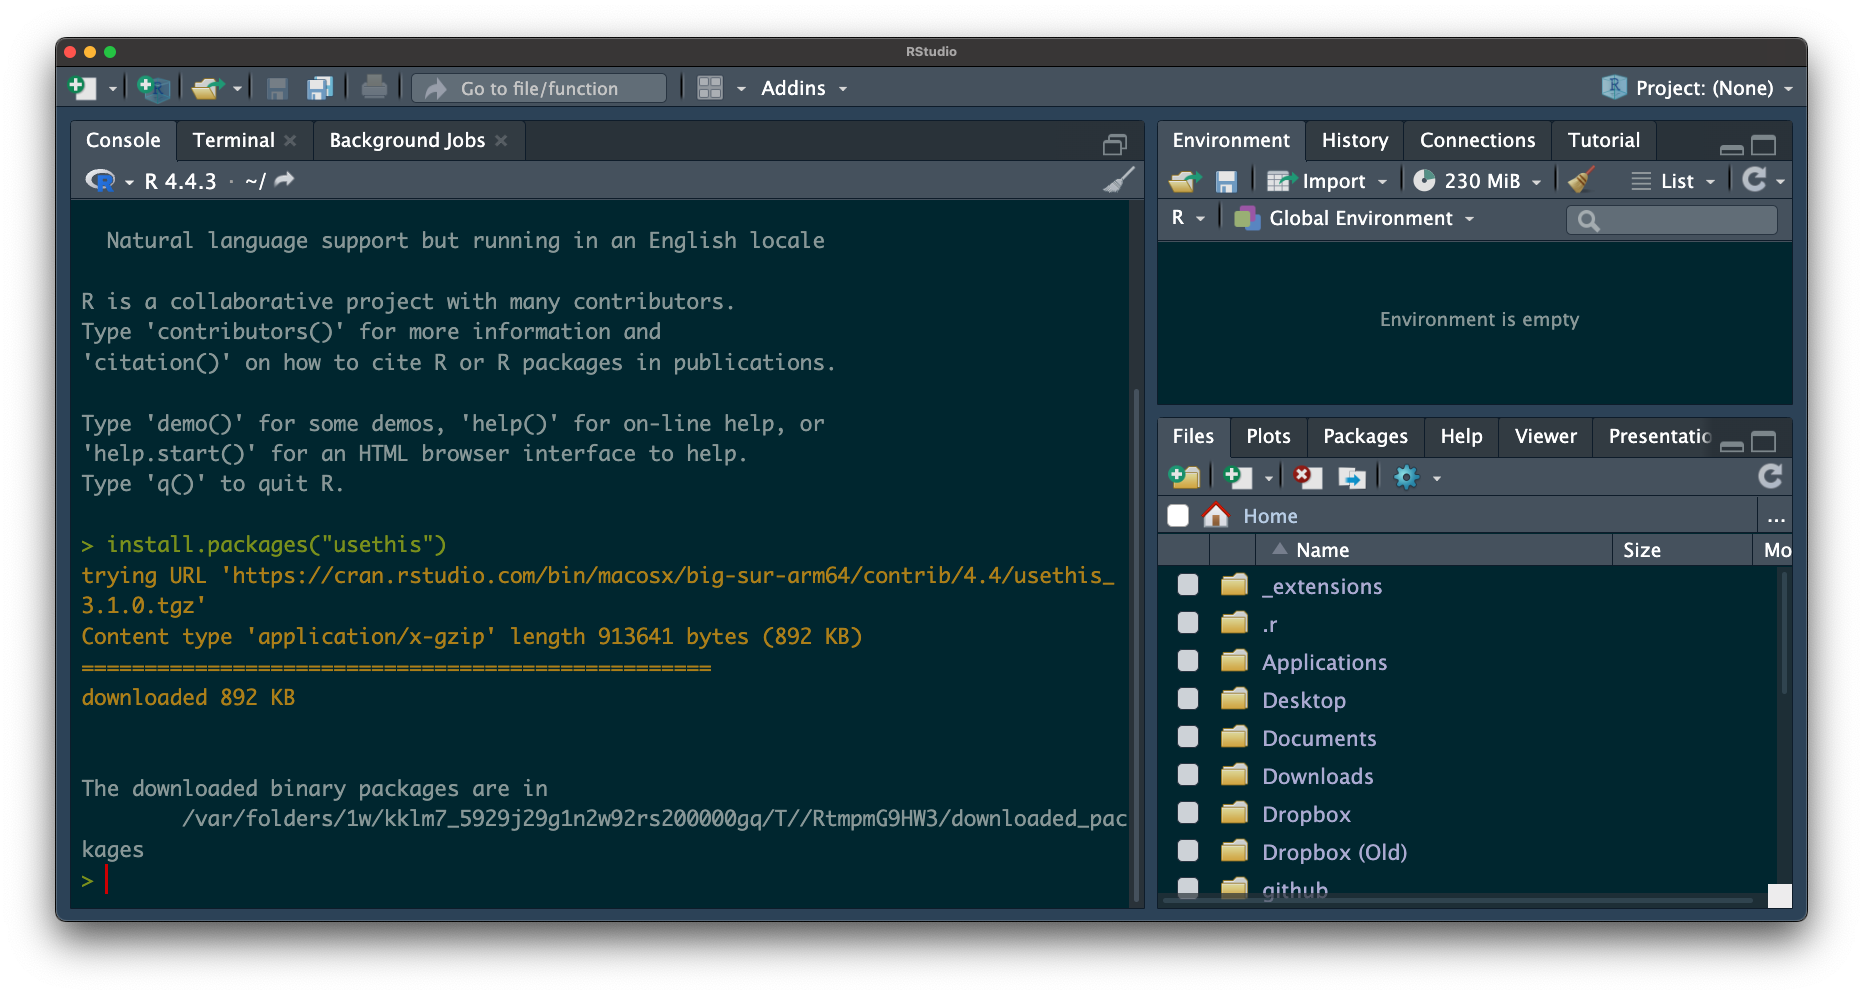 RStudio
Go to file/function
Addins
Project: (None)
Console
Terminal
Background Jobs
R 4.4.3 · ~/
Natural language support but running in an English locale
R is a collaborative project with many contributors.
Type 'contributors()' for more information and
'citation()' on how to cite R or R packages in publications.
Type 'demo()' for some demos, 'help()' for on-line help, or
'help.start()' for an HTML browser interface to help.
Type 'q()' to quit R.
> install.packages("usethis")
trying URL 'https://cran.rstudio.com/bin/macosx/big-sur-arm64/contrib/4.4/usethis_
3.1.0.tgz'
Content type 'application/x-gzip' length 913641 bytes (892 KB)
==================================================
downloaded 892 KB
The downloaded binary packages are in
/var/folders/1w/kklm7_5929j29g1n2w92rs200000gq/T//RtmpmG9HW3/downloaded_pac
kages
>
Environment
History
Connections
Tutorial
Import
230 MiB
List
R
Global Environment
Environment is empty
Files
Plots
Packages
Help
Viewer
Presentatio
Home
...
Name
Size
Mo
_extensions
.r
Applications
Desktop
Documents
Downloads
Dropbox
Dropbox (Old)
github